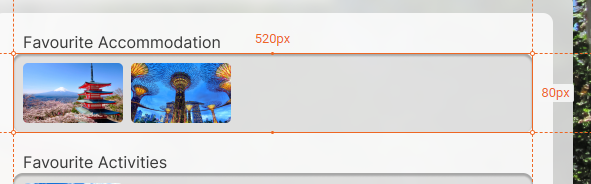 Favourite Accommodation
520px
80px
Favourite Activities